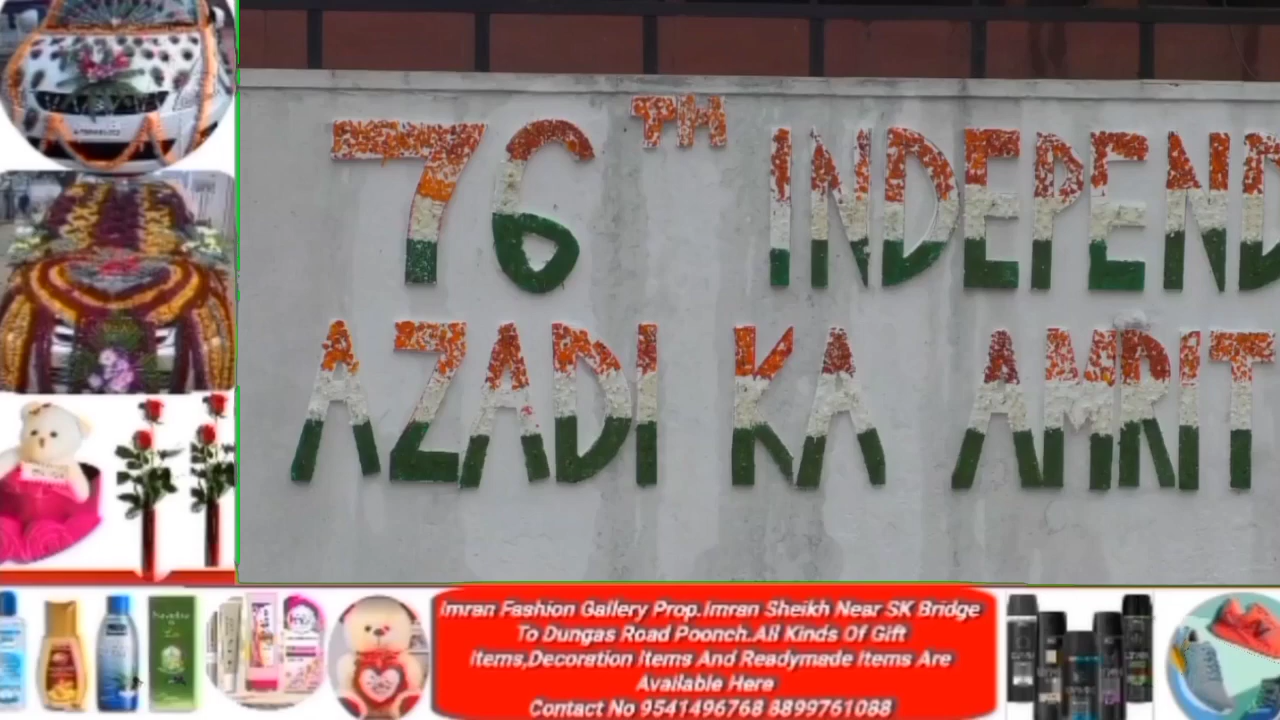 76TH INDEPEND
AZADI KA AMRIT
Imran Fashion Gallery Prop.Imran Sheikh Near SK Bridge
To Dungas Road Poonch.All Kinds Of Gift
Items,Decoration Items And Readymade Items Are
Available Here
Contact No 9541496768 8899761088